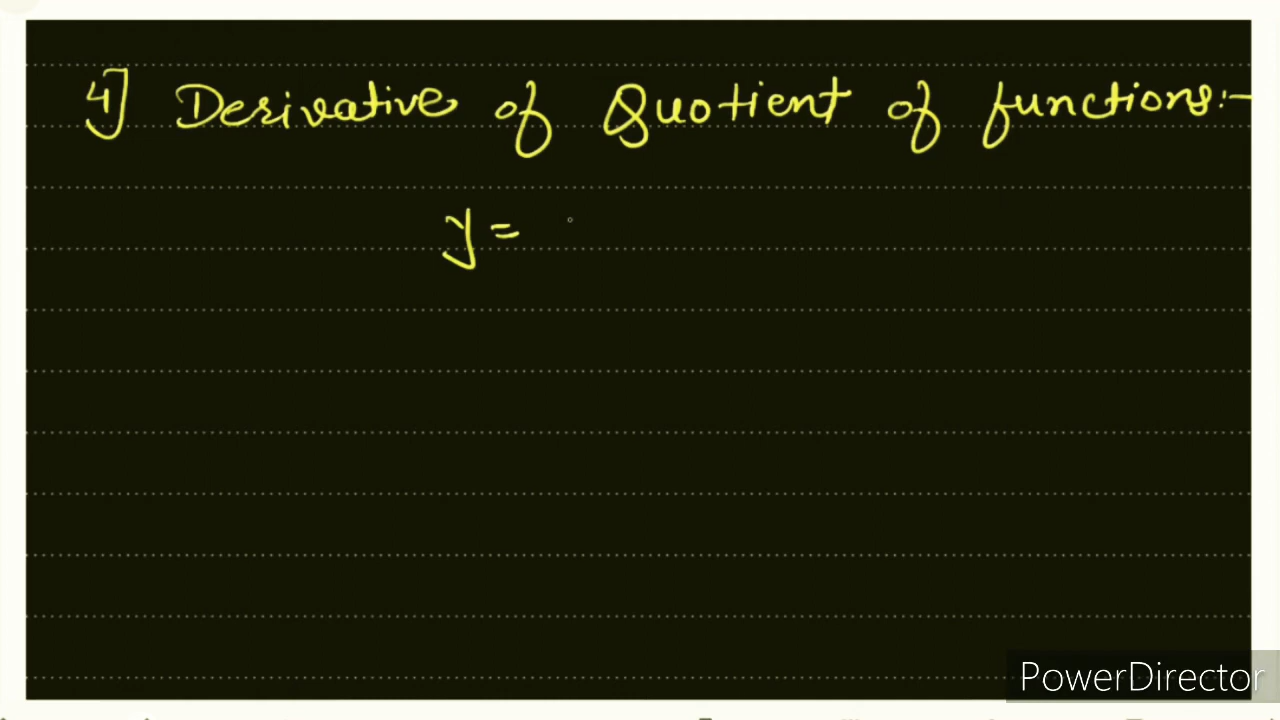 4] Derivative of Quotient of functions:-
y =
PowerDirector